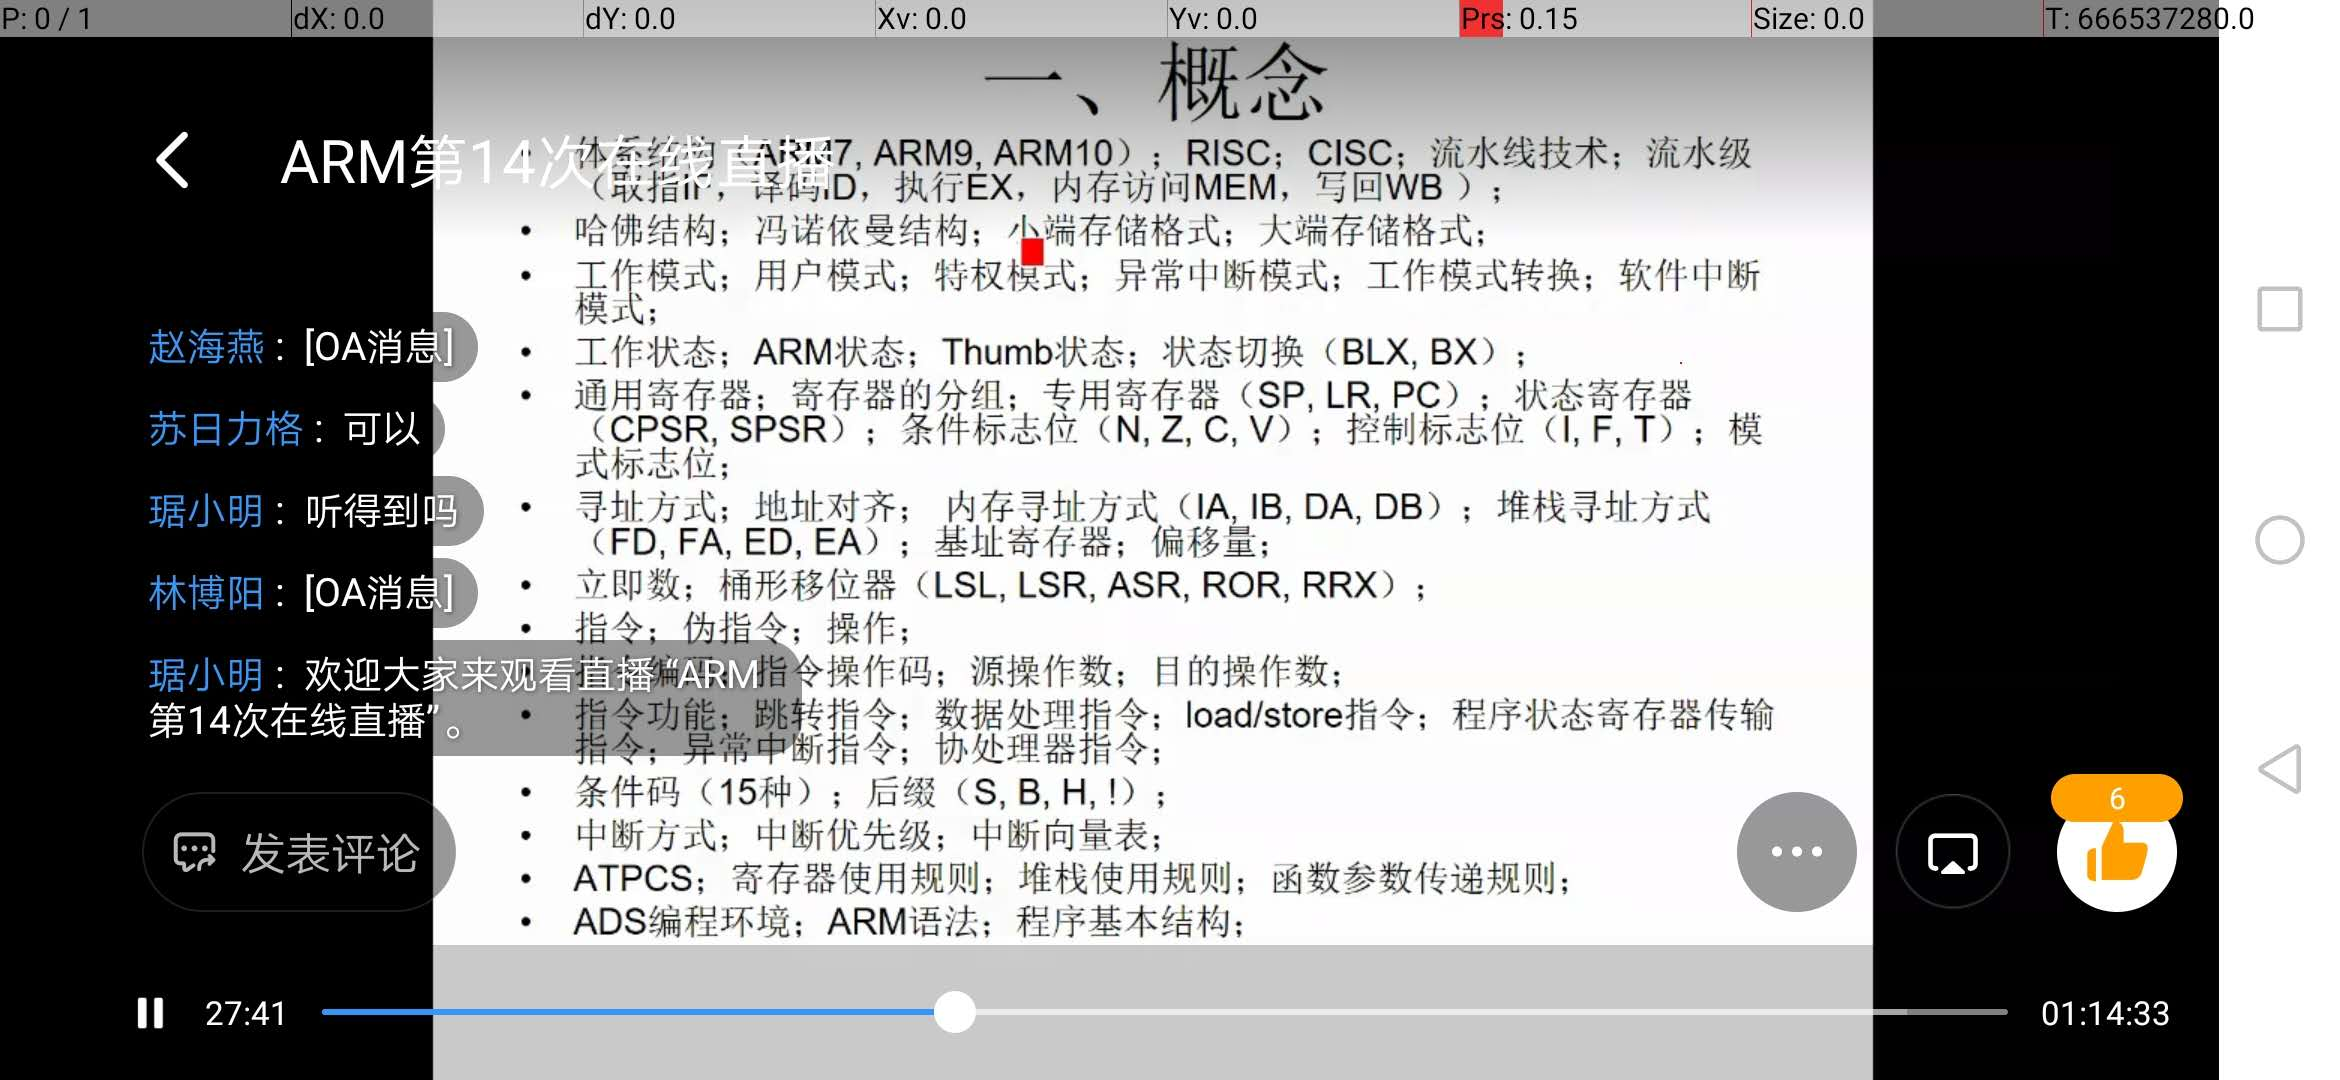 P: 0 / 1 dX: 0.0 dY: 0.0 Xv: 0.0 Yv: 0.0 Prs: 0.15 Size: 0.0 T: 666537280.0
一、概念
ARM第14次在线直播
体系结构（ARM7, ARM9, ARM10）；RISC；CISC；流水线技术；流水级
（取指IF，译码ID，执行EX，内存访问MEM，写回WB ）；
• 哈佛结构；冯诺依曼结构；小端存储格式；大端存储格式；
• 工作模式；用户模式；特权模式；异常中断模式；工作模式转换；软件中断
模式；
• 工作状态；ARM状态；Thumb状态；状态切换（BLX, BX）；
• 通用寄存器；寄存器的分组；专用寄存器（SP, LR, PC）；状态寄存器
（CPSR, SPSR）；条件标志位（N, Z, C, V）；控制标志位（I, F, T）；模
式标志位；
• 寻址方式；地址对齐； 内存寻址方式（IA, IB, DA, DB）；堆栈寻址方式
（FD, FA, ED, EA）；基址寄存器；偏移量；
• 立即数；桶形移位器（LSL, LSR, ASR, ROR, RRX）；
• 指令；伪指令；操作；
指令操作码；源操作数；目的操作数；
• 指令功能；跳转指令；数据处理指令；load/store指令；程序状态寄存器传输
指令；异常中断指令；协处理器指令；
• 条件码（15种）；后缀（S, B, H, !）；
• 中断方式；中断优先级；中断向量表；
• ATPCS；寄存器使用规则；堆栈使用规则；函数参数传递规则；
• ADS编程环境；ARM语法；程序基本结构；
赵海燕： [OA消息]
苏日力格： 可以
琚小明： 听得到吗
林博阳： [OA消息]
琚小明： 欢迎大家来观看直播“ARM
第14次在线直播”。
发表评论
6
27:41
01:14:33